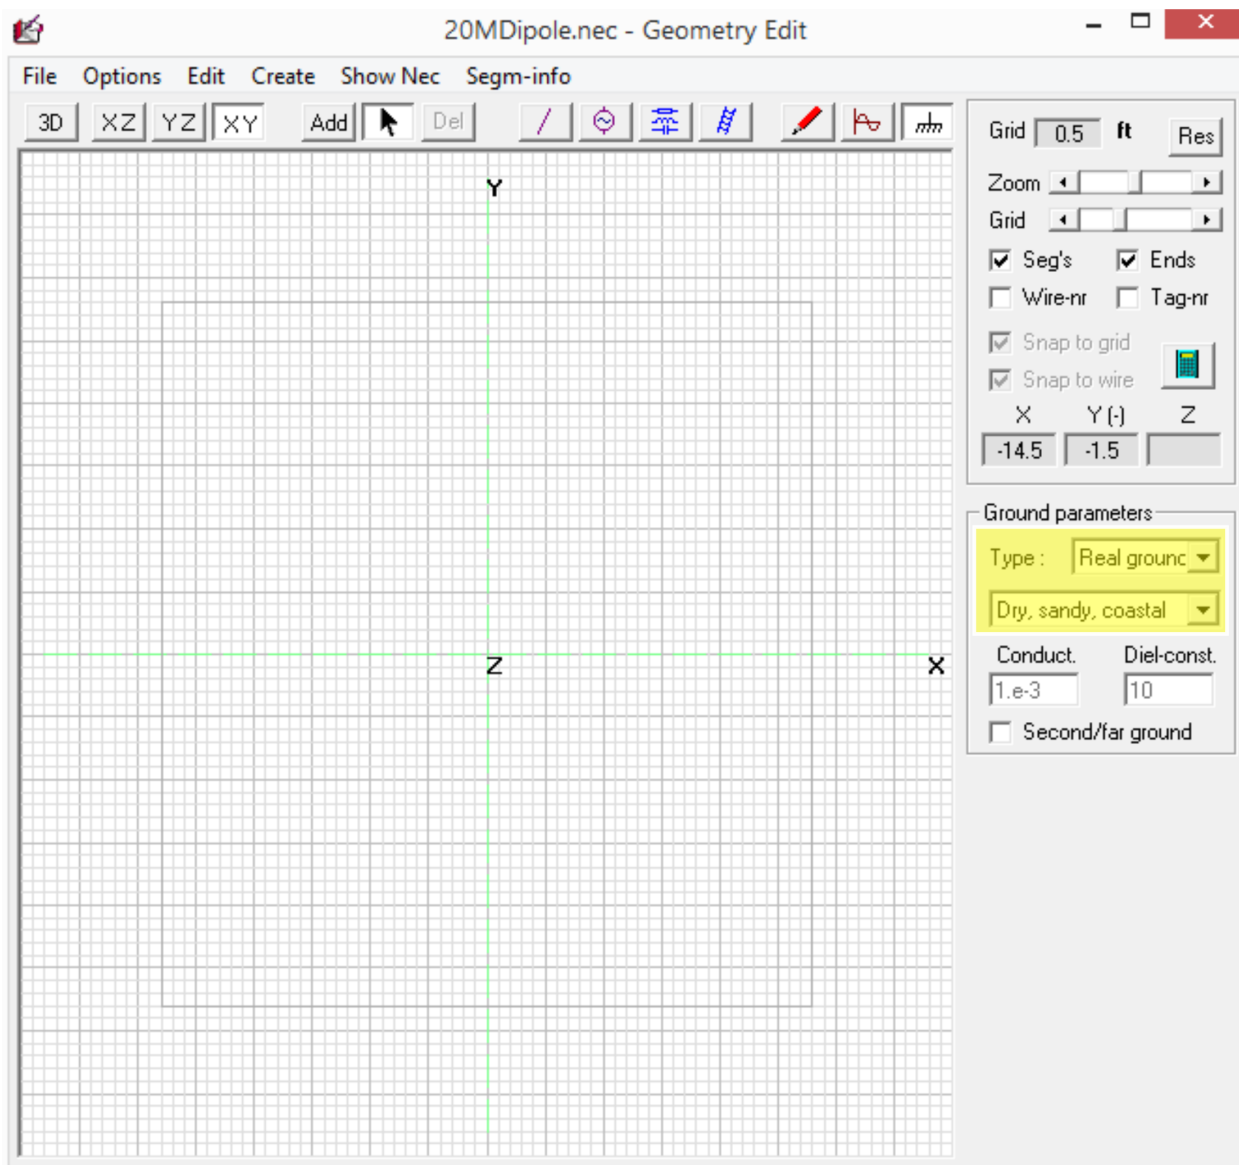 20MDipole.nec - Geometry Edit
File Options Edit Create Show Nec Segm-info
3D XZ YZ XY Add Del
Grid 0.5 ft Res
Zoom
Grid
Seg's Ends
Wire-nr Tag-nr
Snap to grid
Snap to wire
X Y (-) Z
-14.5 -1.5
Ground parameters
Type : Real ground
Dry, sandy, coastal
Conduct. Diel-const.
1.e-3 10
Second/far ground
Y
Z X